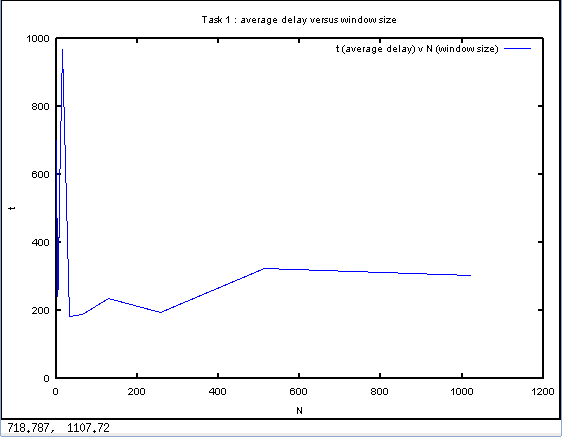 Task 1 : average delay versus window size
t (average delay) v N (window size)
1000
800
600
400
200
0
t
0 200 400 600 800 1000 1200
N
718.787, 1107.72